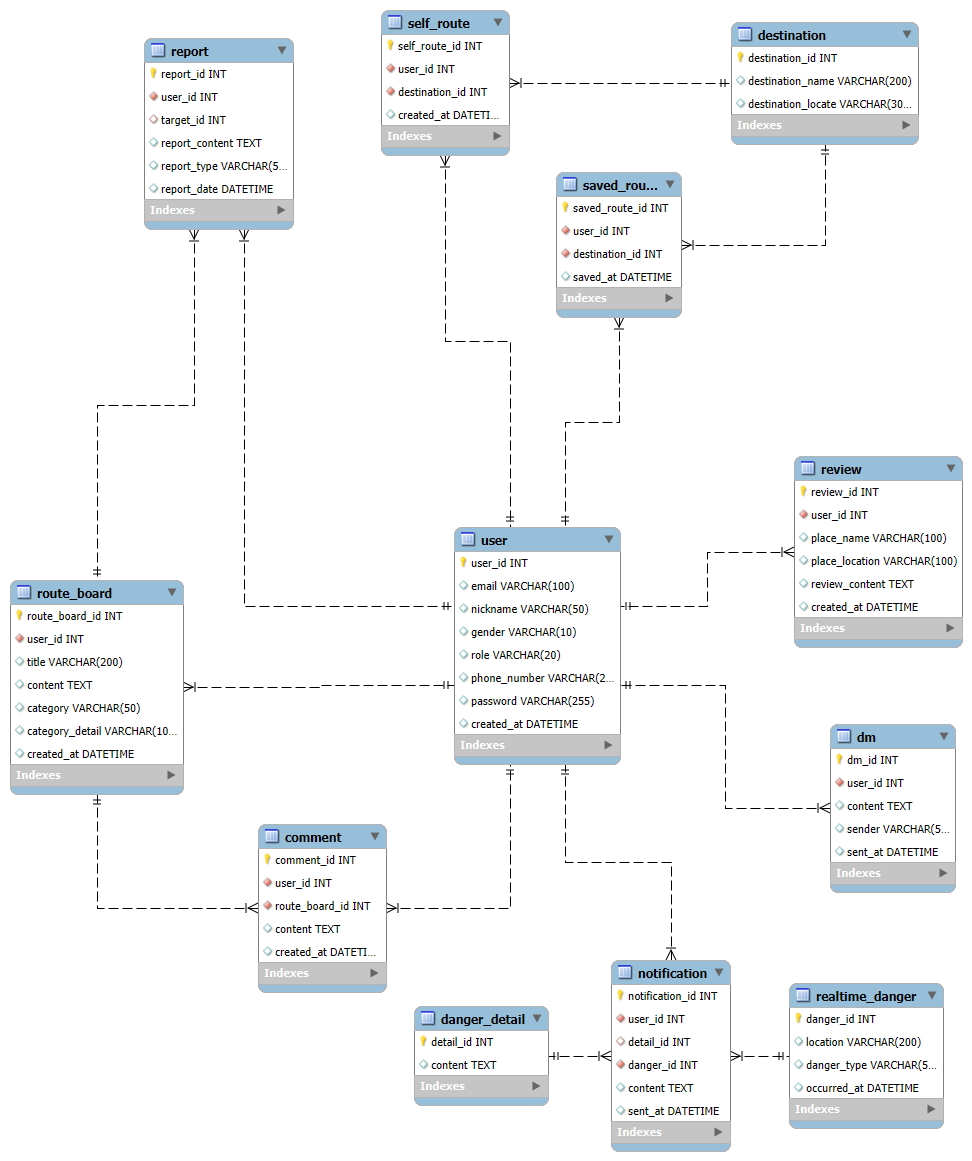 self_route
self_route_id INT
user_id INT
destination_id INT
created_at DATETI...
Indexes
destination
destination_id INT
destination_name VARCHAR(200)
destination_locate VARCHAR(30...
Indexes
report
report_id INT
user_id INT
target_id INT
report_content TEXT
report_type VARCHAR(5...
report_date DATETIME
Indexes
saved_rou...
saved_route_id INT
user_id INT
destination_id INT
saved_at DATETIME
Indexes
review
review_id INT
user_id INT
place_name VARCHAR(100)
place_location VARCHAR(100)
review_content TEXT
created_at DATETIME
Indexes
user
user_id INT
email VARCHAR(100)
nickname VARCHAR(50)
gender VARCHAR(10)
role VARCHAR(20)
phone_number VARCHAR(2...
password VARCHAR(255)
created_at DATETIME
Indexes
route_board
route_board_id INT
user_id INT
title VARCHAR(200)
content TEXT
category VARCHAR(50)
category_detail VARCHAR(10...
created_at DATETIME
Indexes
dm
dm_id INT
user_id INT
content TEXT
sender VARCHAR(5...
sent_at DATETIME
Indexes
comment
comment_id INT
user_id INT
route_board_id INT
content TEXT
created_at DATETI...
Indexes
notification
notification_id INT
user_id INT
detail_id INT
danger_id INT
content TEXT
sent_at DATETIME
Indexes
realtime_danger
danger_id INT
location VARCHAR(200)
danger_type VARCHAR(5...
occurred_at DATETIME
Indexes
danger_detail
detail_id INT
content TEXT
Indexes